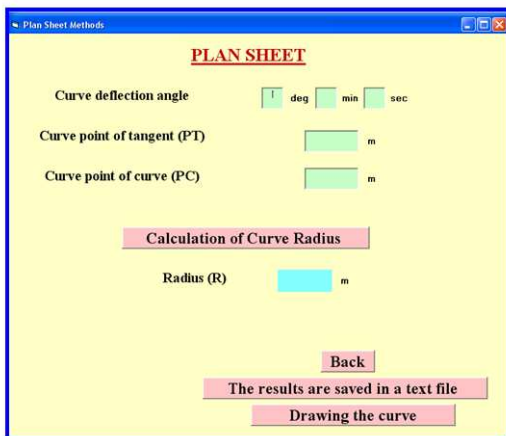 Plan Sheet Methods
PLAN SHEET
Curve deflection angle deg min sec
Curve point of tangent (PT) m
Curve point of curve (PC) m
Calculation of Curve Radius
Radius (R) m
Back
The results are saved in a text file
Drawing the curve